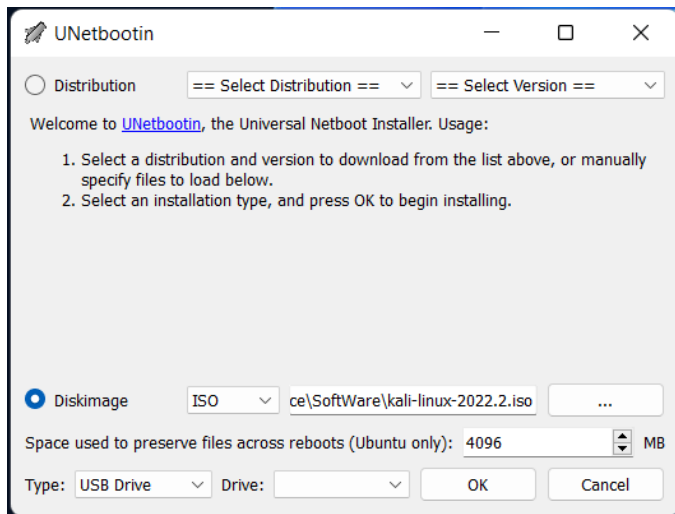 UNetbootin
Distribution == Select Distribution == == Select Version ==
Welcome to UNetbootin, the Universal Netboot Installer. Usage:
1. Select a distribution and version to download from the list above, or manually
specify files to load below.
2. Select an installation type, and press OK to begin installing.
Diskimage ISO ce\SoftWare\kali-linux-2022.2.iso ...
Space used to preserve files across reboots (Ubuntu only): 4096 MB
Type: USB Drive Drive: OK Cancel